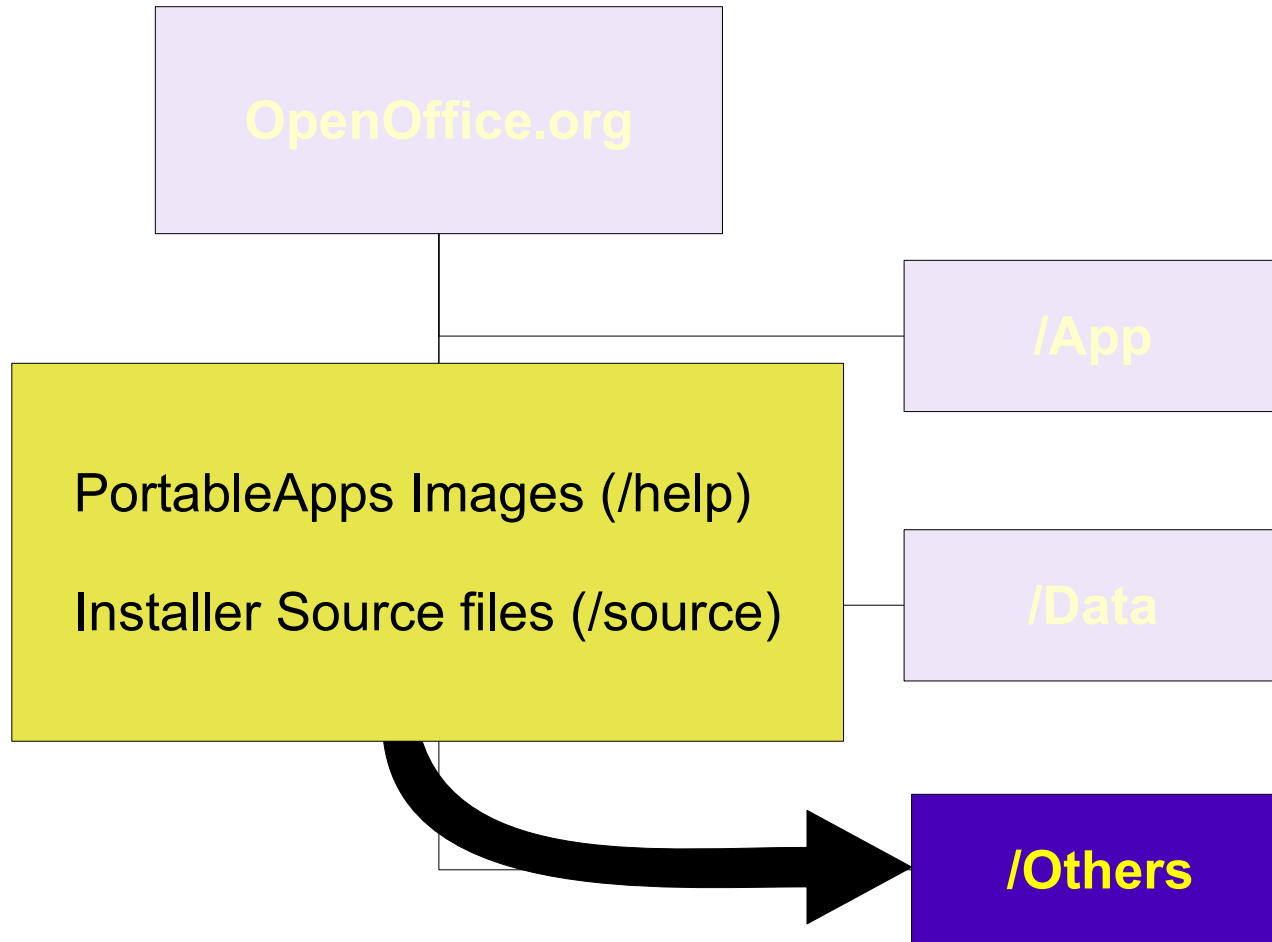 OpenOffice.org
/App
PortableApps Images (/help)
Installer Source files (/source)
/Data
/Others